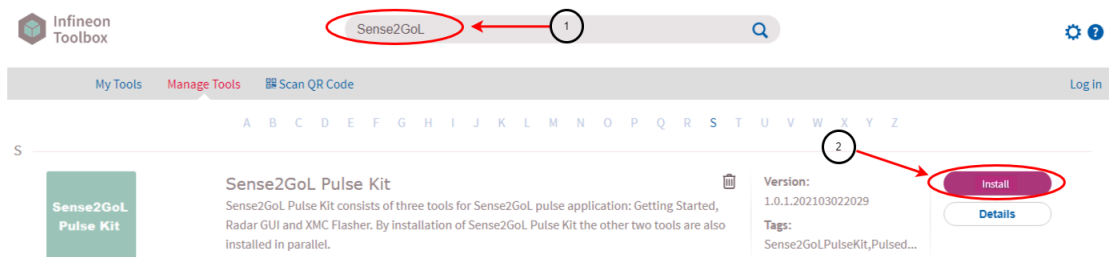 Infineon
Toolbox
Sense2GoL
1
My Tools
Manage Tools
Scan QR Code
Log in
A B C D E F G H I J K L M N O P Q R S T U V W X Y Z
S
2
Sense2GoL
Pulse Kit
Sense2GoL Pulse Kit
Sense2GoL Pulse Kit consists of three tools for Sense2GoL pulse application: Getting Started,
Radar GUI and XMC Flasher. By installation of Sense2GoL Pulse Kit the other two tools are also
installed in parallel.
Version:
1.0.1.202103022029
Tags:
Sense2GoLPulseKit,Pulsed...
Install
Details